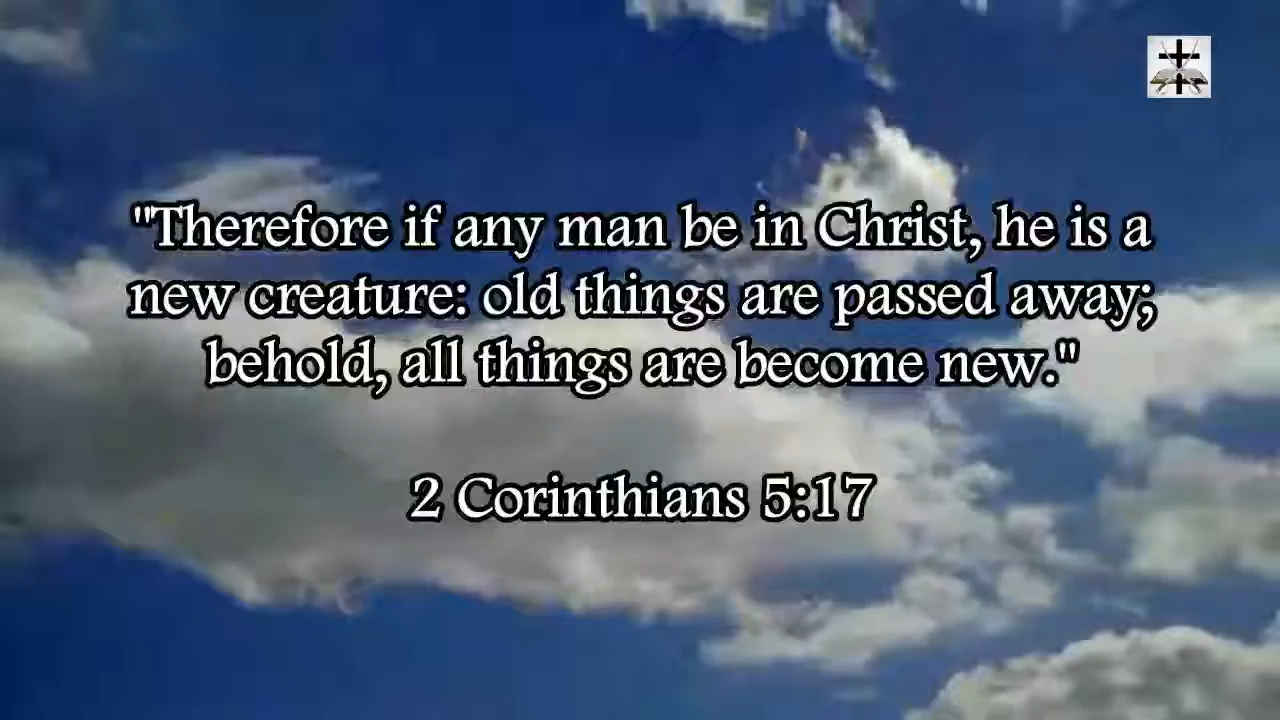 "Therefore if any man be in Christ, he is a
new creature: old things are passed away;
behold, all things are become new."
2 Corinthians 5:17